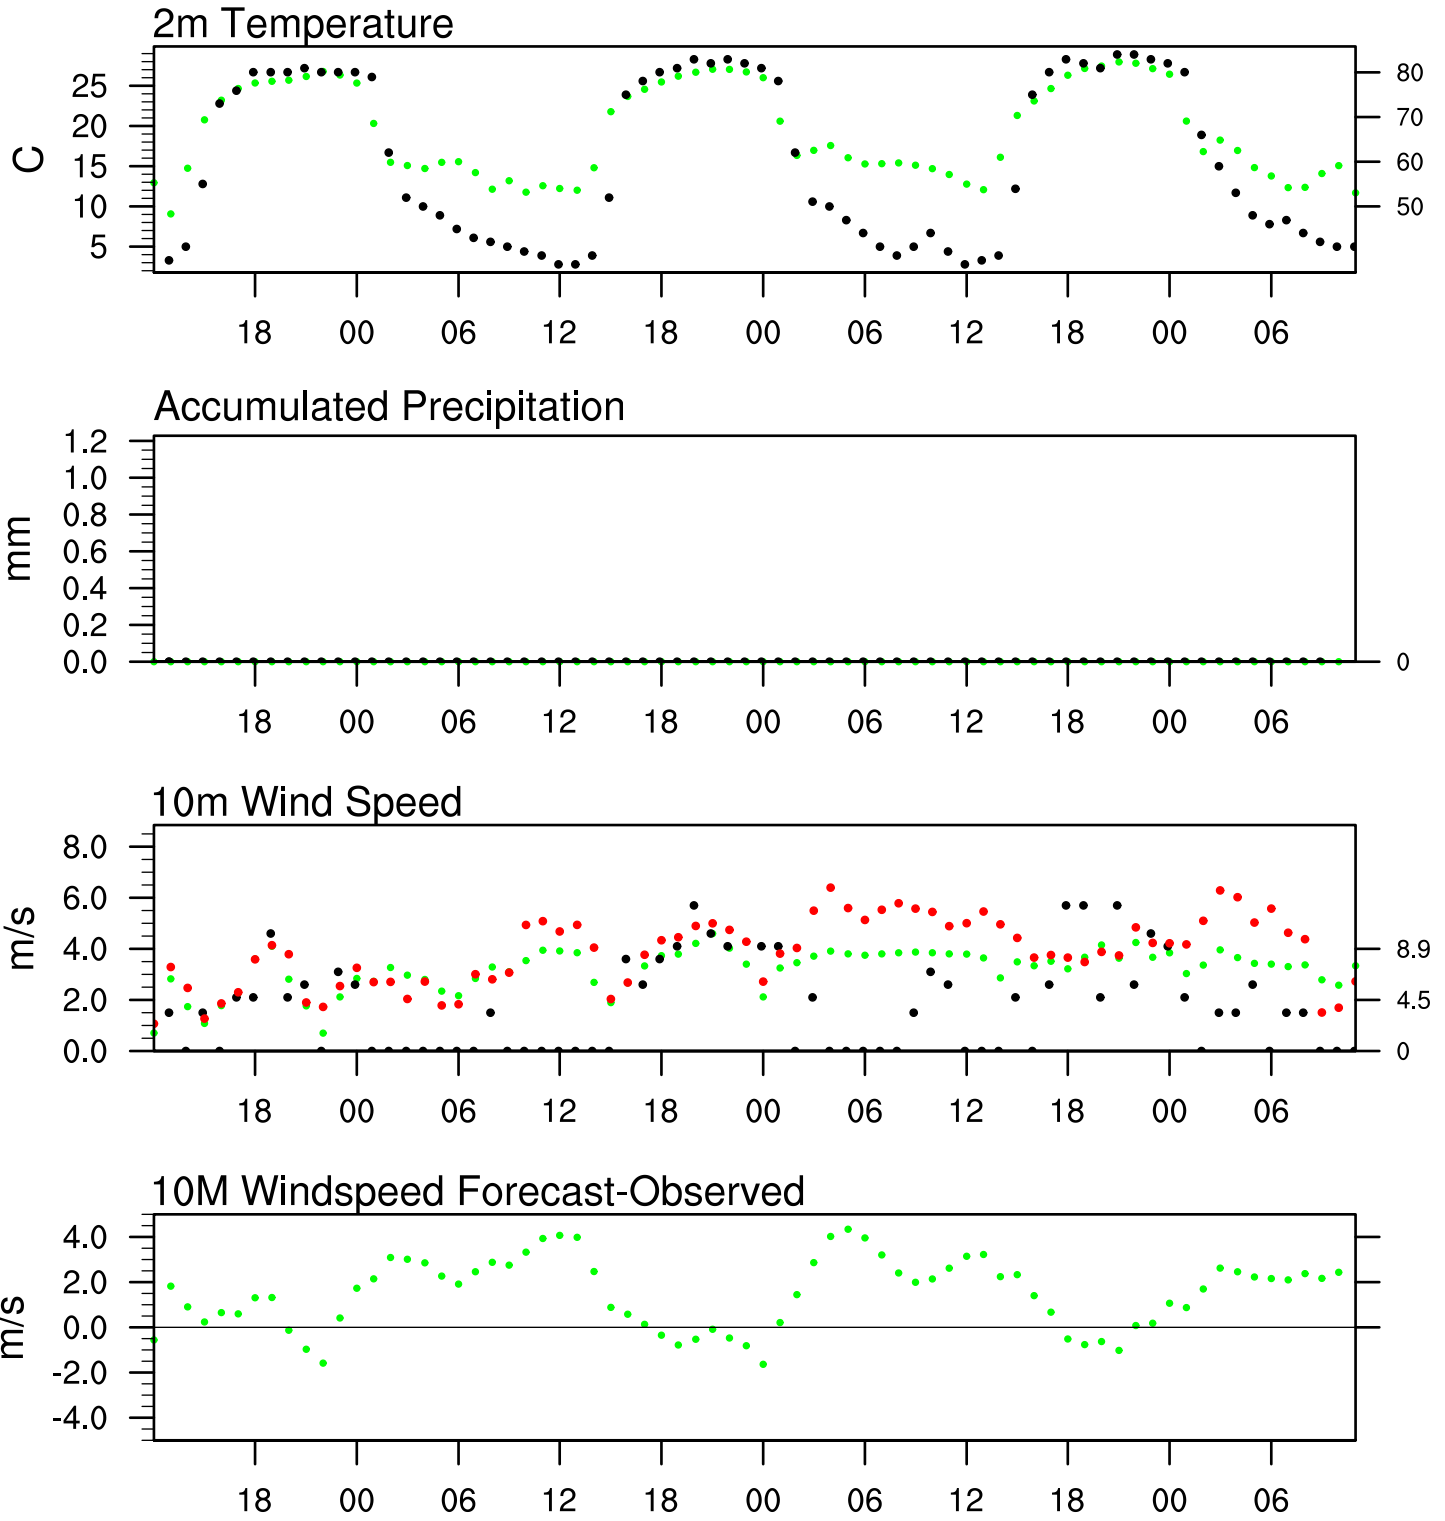 2m Temperature
C
25
20
15
10
5
80
70
60
50
18 00 06 12 18 00 06 12 18 00 06
Accumulated Precipitation
mm
1.2
1.0
0.8
0.6
0.4
0.2
0.0
0
18 00 06 12 18 00 06 12 18 00 06
10m Wind Speed
m/s
8.0
6.0
4.0
2.0
0.0
8.9
4.5
0
18 00 06 12 18 00 06 12 18 00 06
10M Windspeed Forecast-Observed
m/s
4.0
2.0
0.0
-2.0
-4.0
18 00 06 12 18 00 06 12 18 00 06